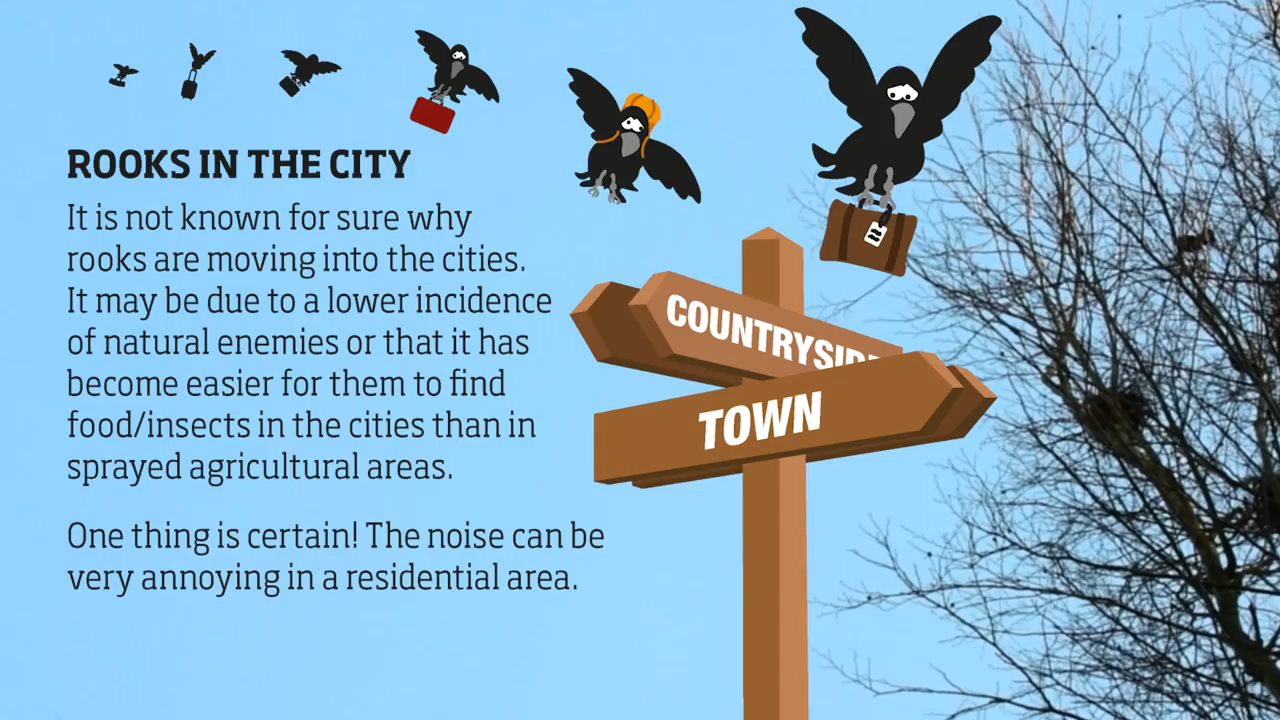 ROOKS IN THE CITY
It is not known for sure why
rooks are moving into the cities.
It may be due to a lower incidence
of natural enemies or that it has
become easier for them to find
food/insects in the cities than in
sprayed agricultural areas.
One thing is certain! The noise can be
very annoying in a residential area.
COUNTRYSIDE
TOWN